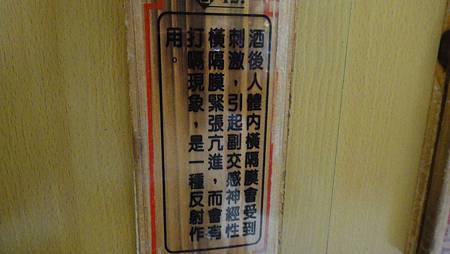 酒後人體內橫隔膜會受到
刺激，引起副交感神經性
橫隔膜緊張亢進，而會有
打嗝現象，是一種反射作
用。